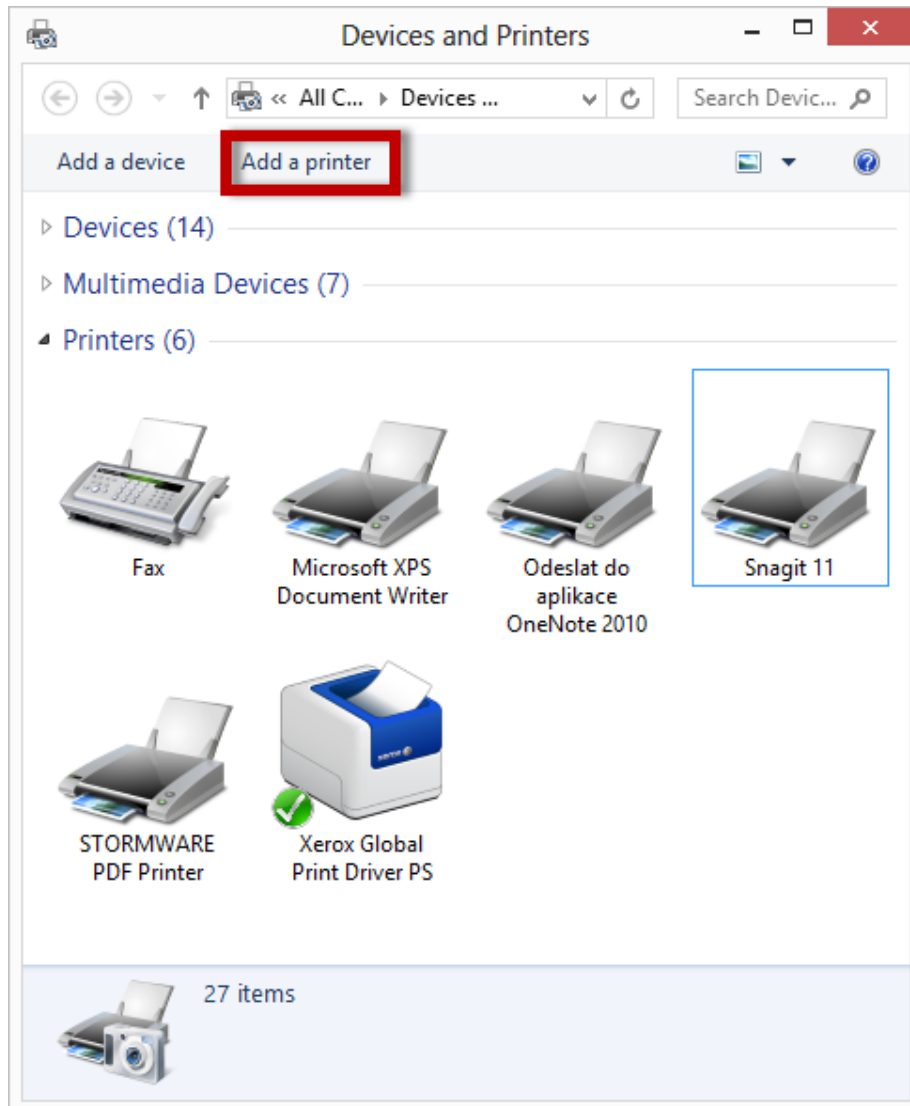 Devices and Printers
« All C... Devices ...
Search Devic...
Add a device Add a printer
Devices (14)
Multimedia Devices (7)
Printers (6)
Fax
Microsoft XPS
Document Writer
Odeslat do
aplikace
OneNote 2010
Snagit 11
STORMWARE
PDF Printer
xerox
Xerox Global
Print Driver PS
27 items